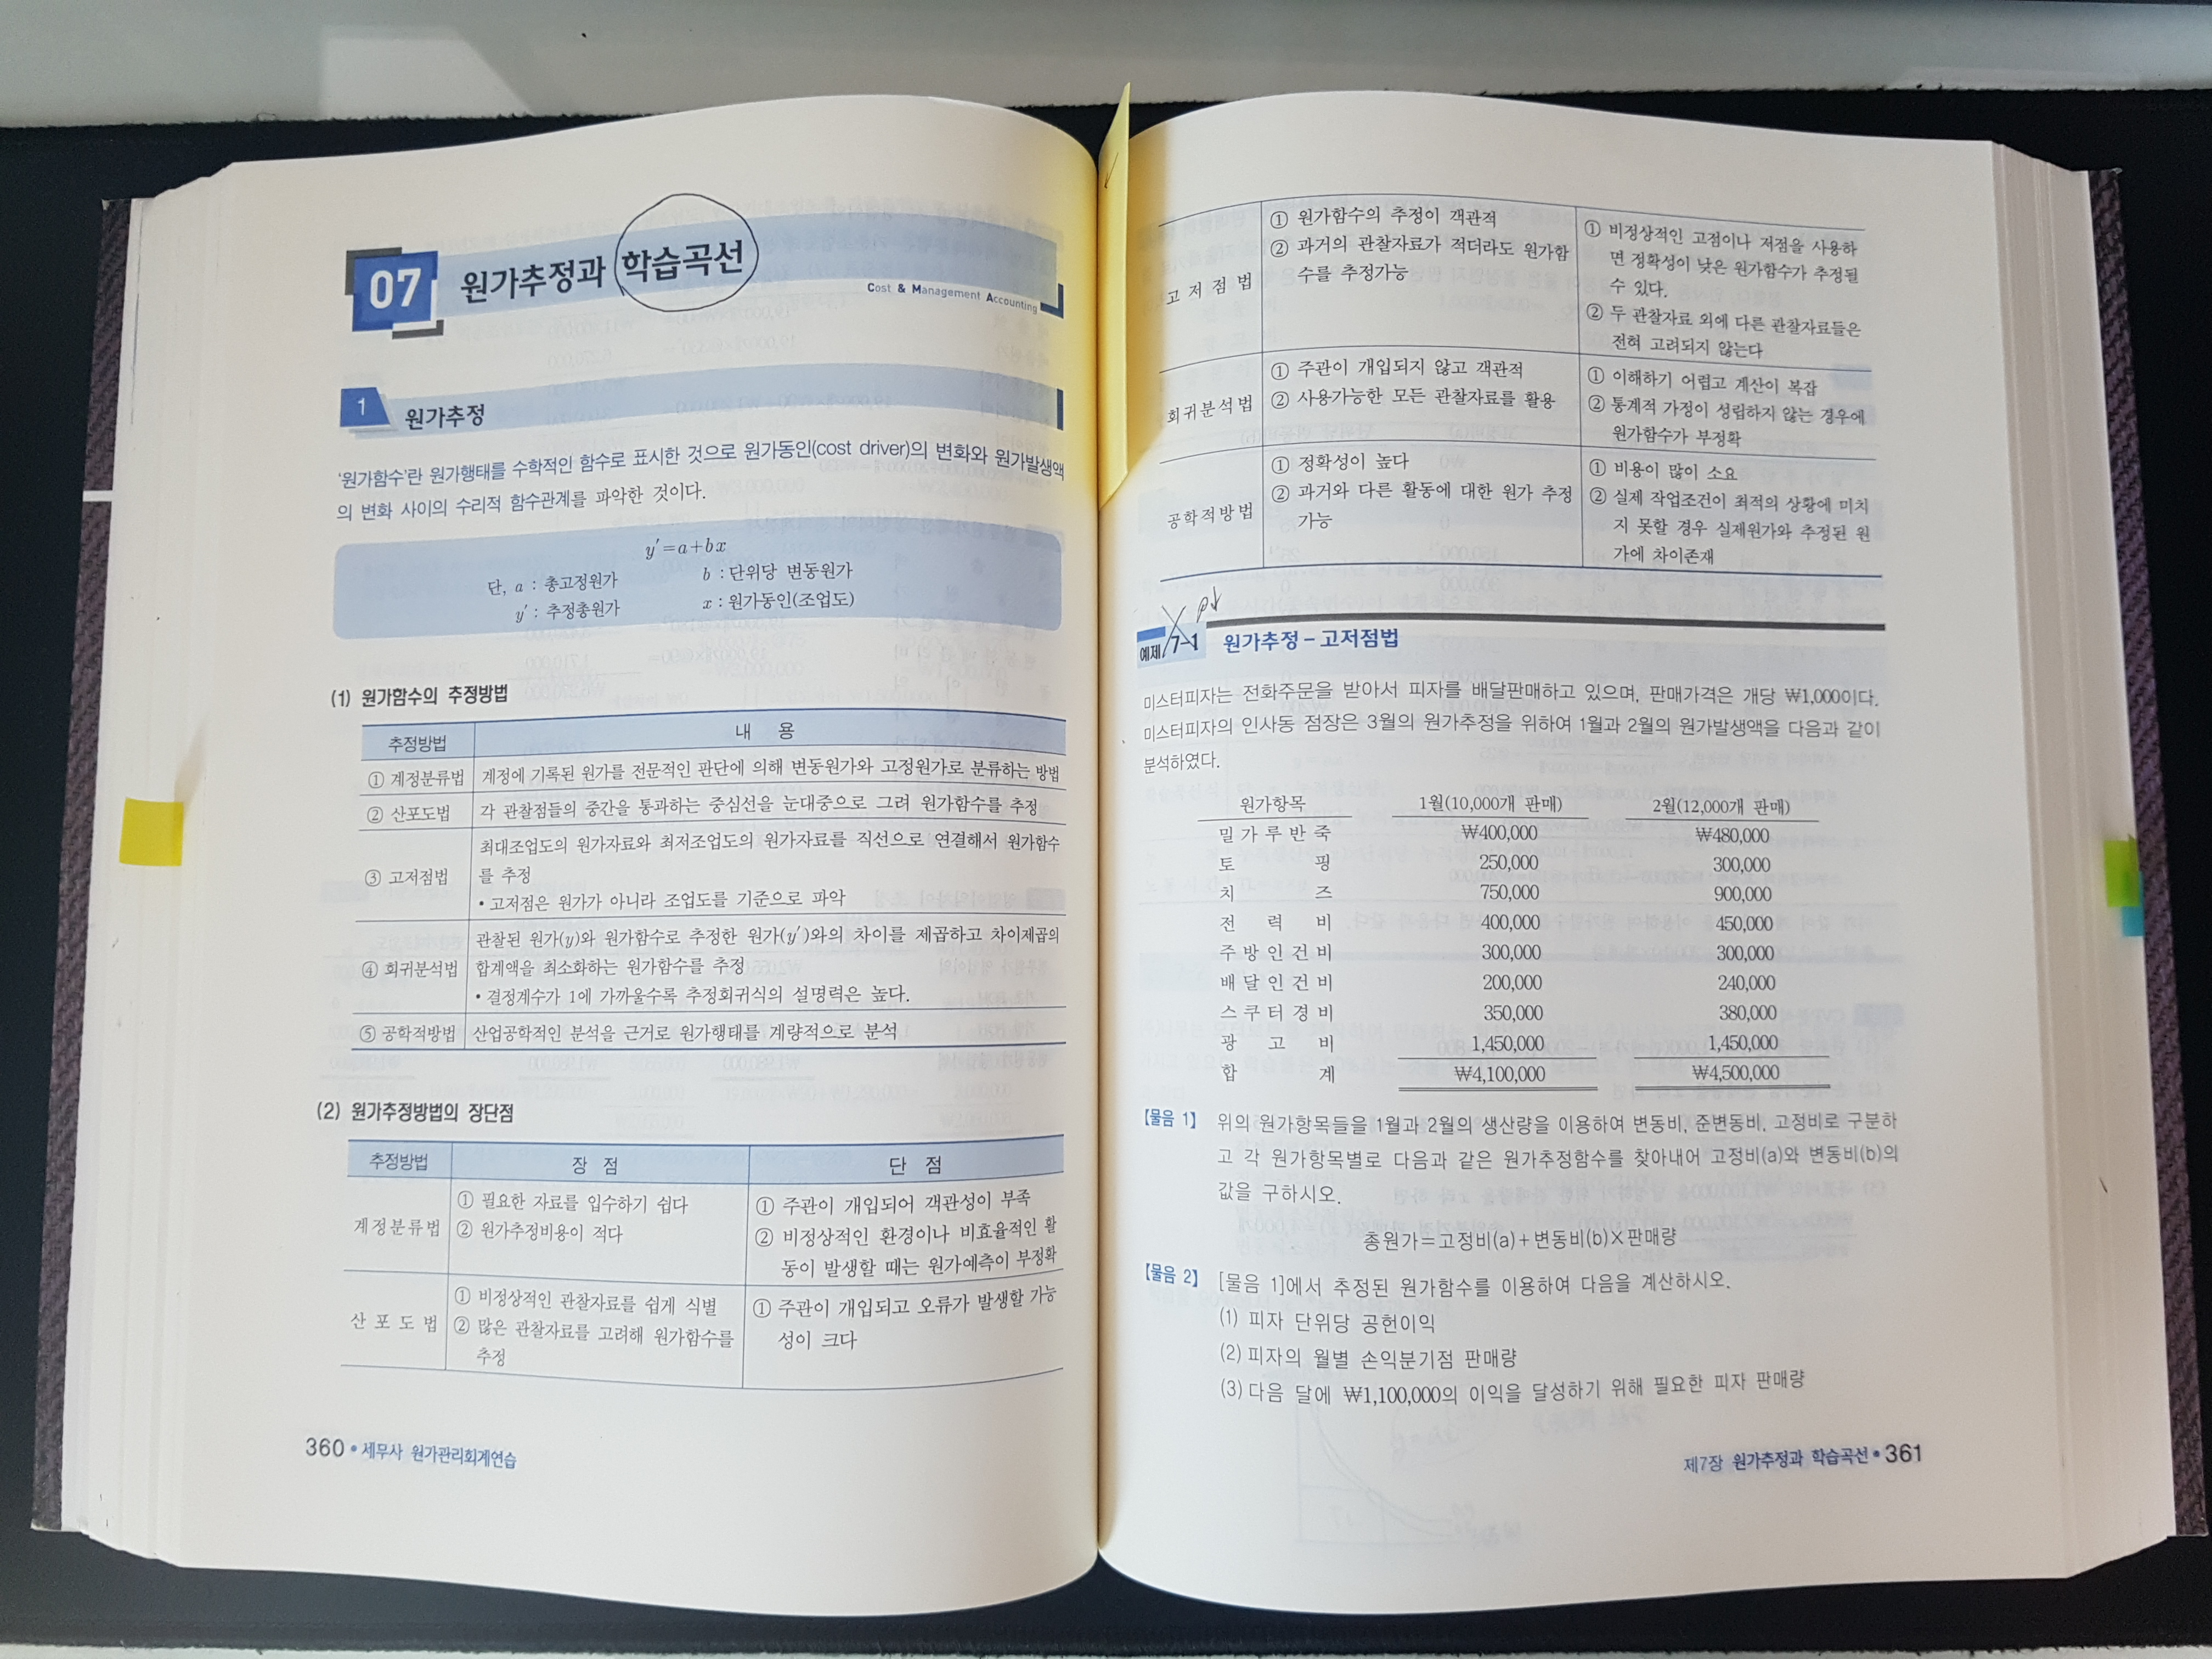 07 원가추정과 학습곡선
Cost & Management Accounting
1 원가추정
'원가함수'란 원가행태를 수학적인 함수로 표시한 것으로 원가동인(cost driver)의 변화와 원가발생액
의 변화 사이의 수리적 함수관계를 파악한 것이다.
y′=a+bx
단, a : 총고정원가 b : 단위당 변동원가
y′ : 추정총원가 x : 원가동인(조업도)
(1) 원가함수의 추정방법
추정방법 내 용
① 계정분류법 계정에 기록된 원가를 전문적인 판단에 의해 변동원가와 고정원가로 분류하는 방법
② 산포도법 각 관찰점들의 중간을 통과하는 중심선을 눈대중으로 그려 원가함수를 추정
③ 고저점법 최대조업도의 원가자료와 최저조업도의 원가자료를 직선으로 연결해서 원가함수
를 추정
• 고저점은 원가가 아니라 조업도를 기준으로 파악
④ 회귀분석법 관찰된 원가(y)와 원가함수로 추정한 원가(y′)와의 차이를 제곱하고 차이제곱의
합계액을 최소화하는 원가함수를 추정
• 결정계수가 1에 가까울수록 추정회귀식의 설명력은 높다.
⑤ 공학적방법 산업공학적인 분석을 근거로 원가행태를 계량적으로 분석
(2) 원가추정방법의 장단점
추정방법 장 점 단 점
계정분류법
① 필요한 자료를 입수하기 쉽다
② 원가추정비용이 적다
① 주관이 개입되어 객관성이 부족
② 비정상적인 환경이나 비효율적인 활
동이 발생할 때는 원가예측이 부정확
산 포 도 법
① 비정상적인 관찰자료를 쉽게 식별
② 많은 관찰자료를 고려해 원가함수를
추정
① 주관이 개입되고 오류가 발생할 가능
성이 크다
360 • 세무사 원가관리회계연습
고 저 점 법
① 원가함수의 추정이 객관적
② 과거의 관찰자료가 적더라도 원가함
수를 추정가능
① 비정상적인 고점이나 저점을 사용하
면 정확성이 낮은 원가함수가 추정될
수 있다.
② 두 관찰자료 외에 다른 관찰자료들은
전혀 고려되지 않는다
회귀분석법
① 주관이 개입되지 않고 객관적
② 사용가능한 모든 관찰자료를 활용
① 이해하기 어렵고 계산이 복잡
② 통계적 가정이 성립하지 않는 경우에
원가함수가 부정확
공학적방법
① 정확성이 높다
② 과거와 다른 활동에 대한 원가 추정
가능
① 비용이 많이 소요
② 실제 작업조건이 최적의 상황에 미치
지 못할 경우 실제원가와 추정된 원
가에 차이존재
예제 7-1 원가추정 – 고저점법
미스터피자는 전화주문을 받아서 피자를 배달판매하고 있으며, 판매가격은 개당 ₩1,000이다.
미스터피자의 인사동 점장은 3월의 원가추정을 위하여 1월과 2월의 원가발생액을 다음과 같이
분석하였다.
원가항목 1월(10,000개 판매) 2월(12,000개 판매)
밀 가 루 반 죽 ₩400,000 ₩480,000
토 핑 250,000 300,000
치 즈 750,000 900,000
전 력 비 400,000 450,000
주 방 인 건 비 300,000 300,000
배 달 인 건 비 200,000 240,000
스 쿠 터 경 비 350,000 380,000
광 고 비 1,450,000 1,450,000
합 계 ₩4,100,000 ₩4,500,000
【물음 1】 위의 원가항목들을 1월과 2월의 생산량을 이용하여 변동비, 준변동비, 고정비로 구분하
고 각 원가항목별로 다음과 같은 원가추정함수를 찾아내어 고정비(a)와 변동비(b)의
값을 구하시오.
총원가=고정비(a)+변동비(b)×판매량
【물음 2】 [물음 1]에서 추정된 원가함수를 이용하여 다음을 계산하시오.
(1) 피자 단위당 공헌이익
(2) 피자의 월별 손익분기점 판매량
(3) 다음 달에 ₩1,100,000의 이익을 달성하기 위해 필요한 피자 판매량
제7장 원가추정과 학습곡선 • 361